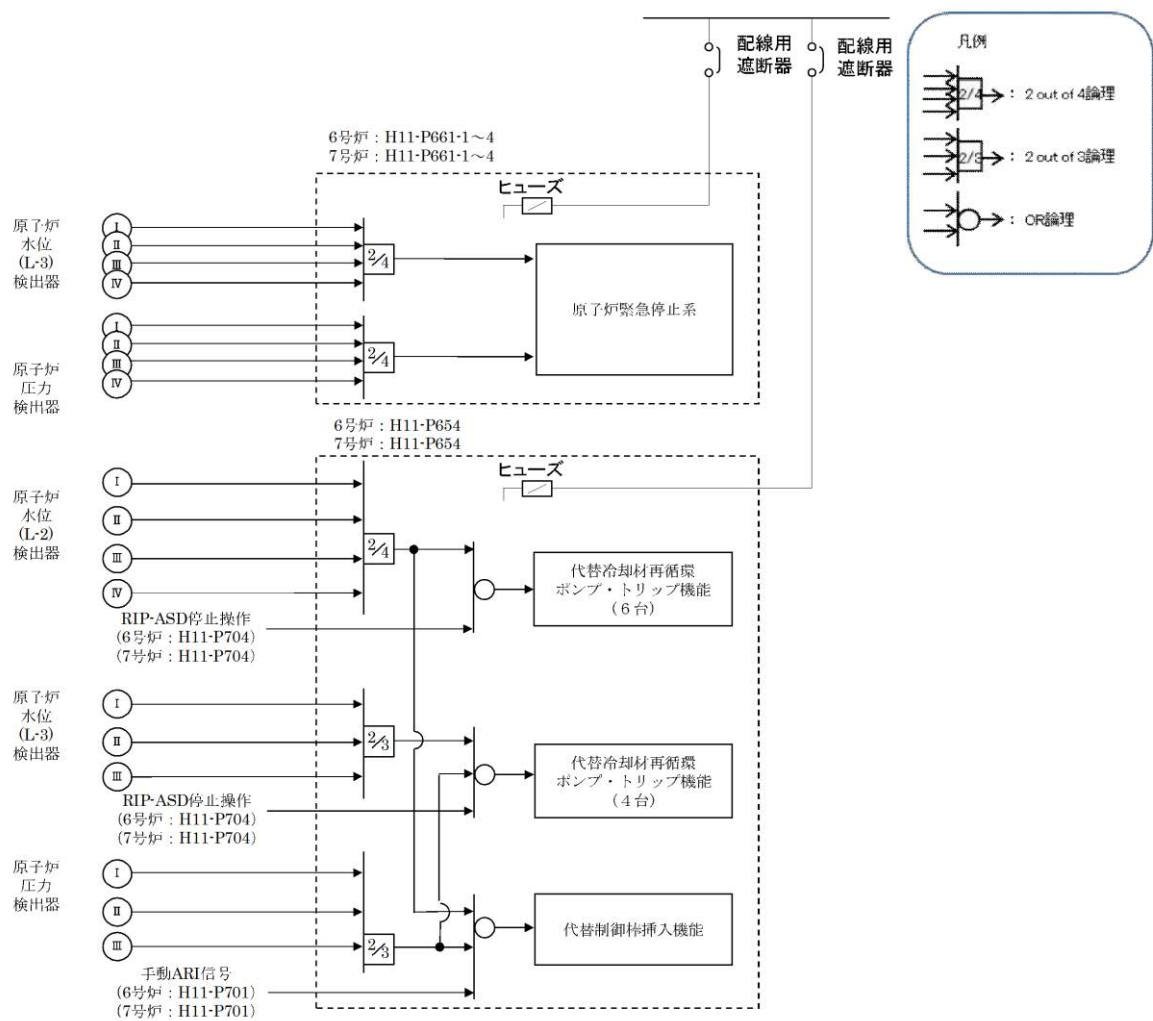 配線用
遮断器
配線用
遮断器
凡例
2/4 : 2 out of 4論理
2/3 : 2 out of 3論理
: OR論理
6号炉：H11-P661-1～4
7号炉：H11-P661-1～4
ヒューズ
原子炉
水位
(L-3)
検出器
I
II
III
IV
2/4
原子炉緊急停止系
原子炉
圧力
検出器
I
II
III
IV
2/4
6号炉：H11-P654
7号炉：H11-P654
ヒューズ
原子炉
水位
(L-2)
検出器
I
II
III
IV
2/4
代替冷却材再循環
ポンプ・トリップ機能
（6台）
RIP-ASD停止操作
(6号炉：H11-P704)
(7号炉：H11-P704)
原子炉
水位
(L-3)
検出器
I
II
III
2/3
代替冷却材再循環
ポンプ・トリップ機能
（4台）
RIP-ASD停止操作
(6号炉：H11-P704)
(7号炉：H11-P704)
原子炉
圧力
検出器
I
II
III
2/3
代替制御棒挿入機能
手動ARI信号
(6号炉：H11-P701)
(7号炉：H11-P701)